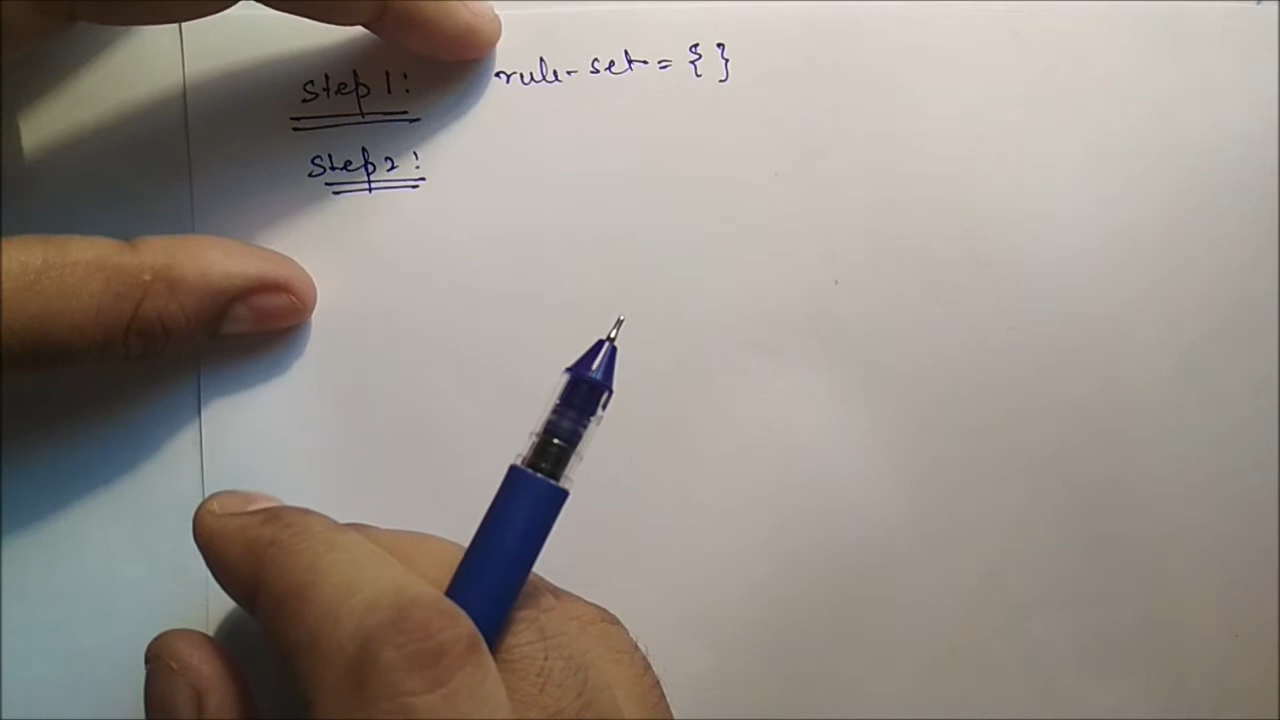 Step 1: rule-set = { }
Step 2: